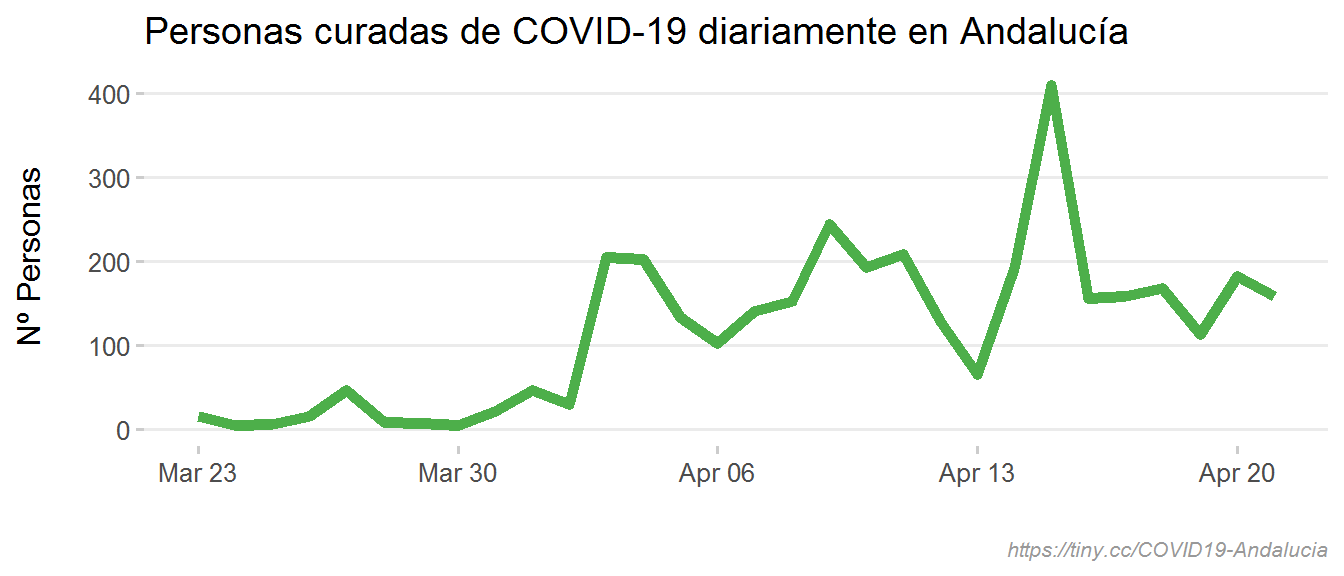 Personas curadas de COVID-19 diariamente en Andalucía
Nº Personas
400
300
200
100
0
Mar 23 Mar 30 Apr 06 Apr 13 Apr 20
https://tiny.cc/COVID19-Andalucia